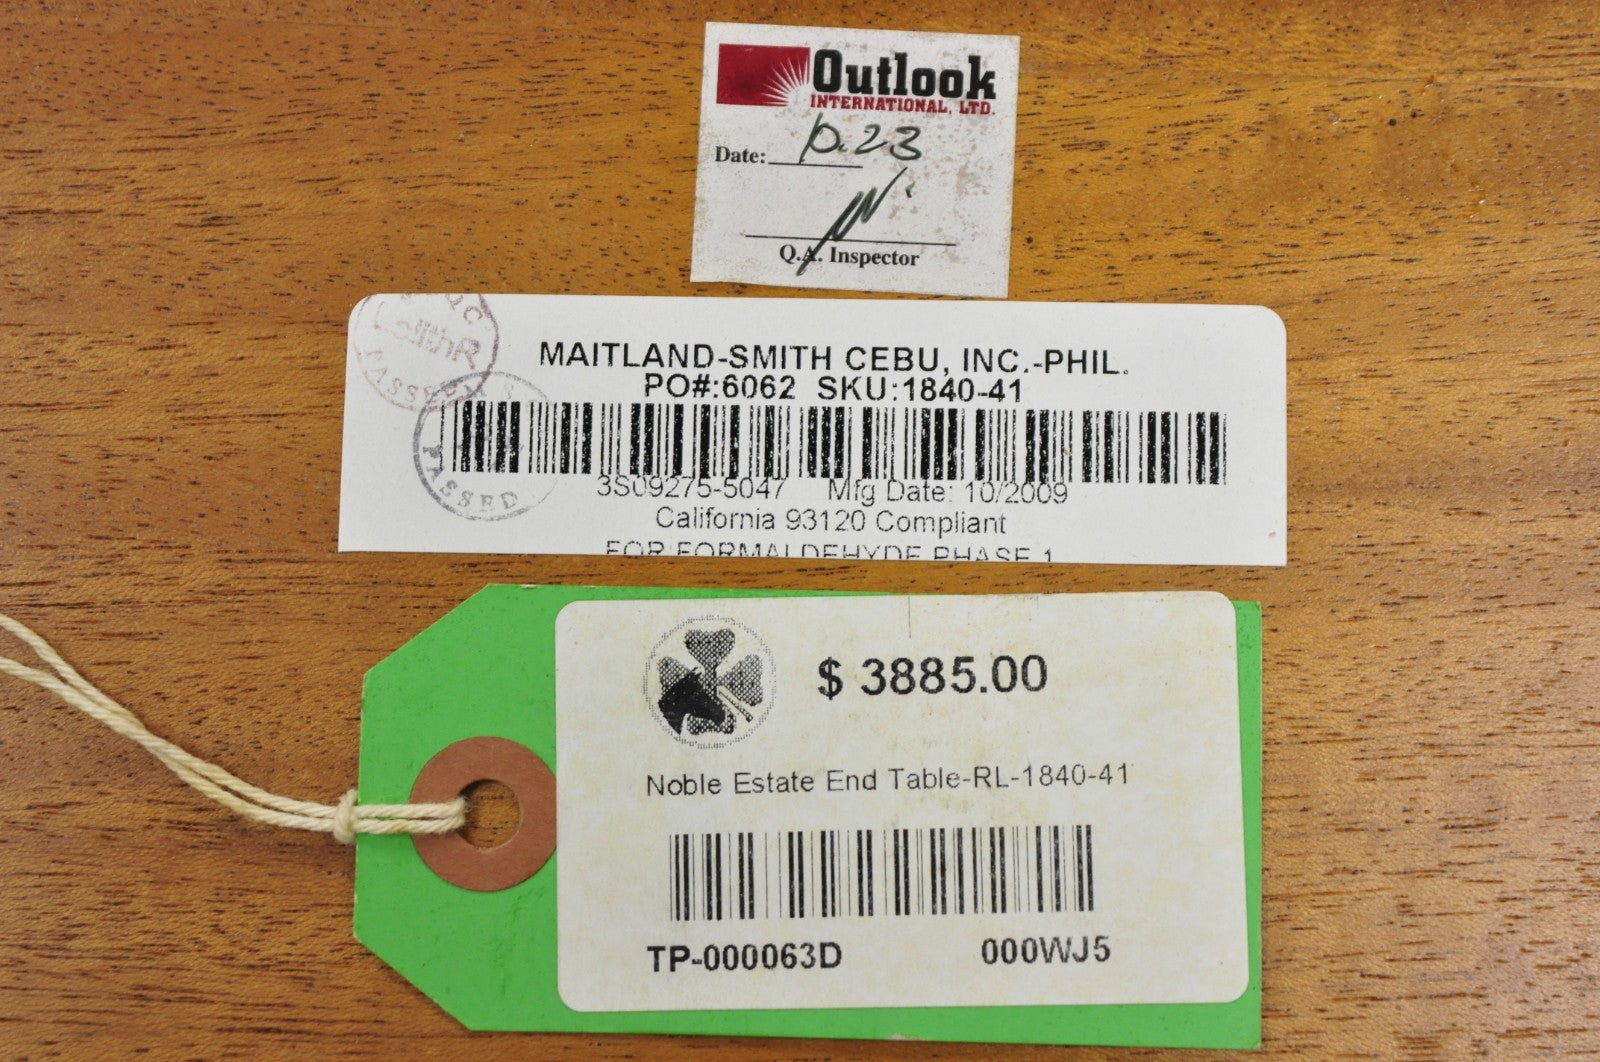 Outlook
INTERNATIONAL, LTD.
Date: 10.23
Q.A. Inspector
MAITLAND-SMITH CEBU, INC.-PHIL.
PO#:6062 SKU:1840-41
PASSED
3S09275-5047 Mfg Date: 10/2009
California 93120 Compliant
FOR FORMALDEHYDE PHASE 1
$ 3885.00
Noble Estate End Table-RL-1840-41
TP-000063D 000WJ5